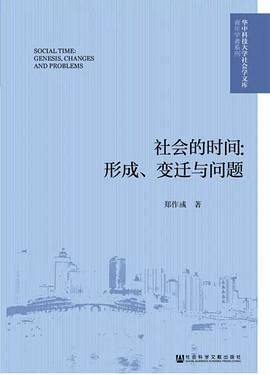 SOCIAL TIME:
GENESIS, CHANGES
AND PROBLEMS
华中科技大学社会学文库
青年学者系列
社会的时间:
形成、变迁与问题
郑作彧 著
社会科学文献出版社